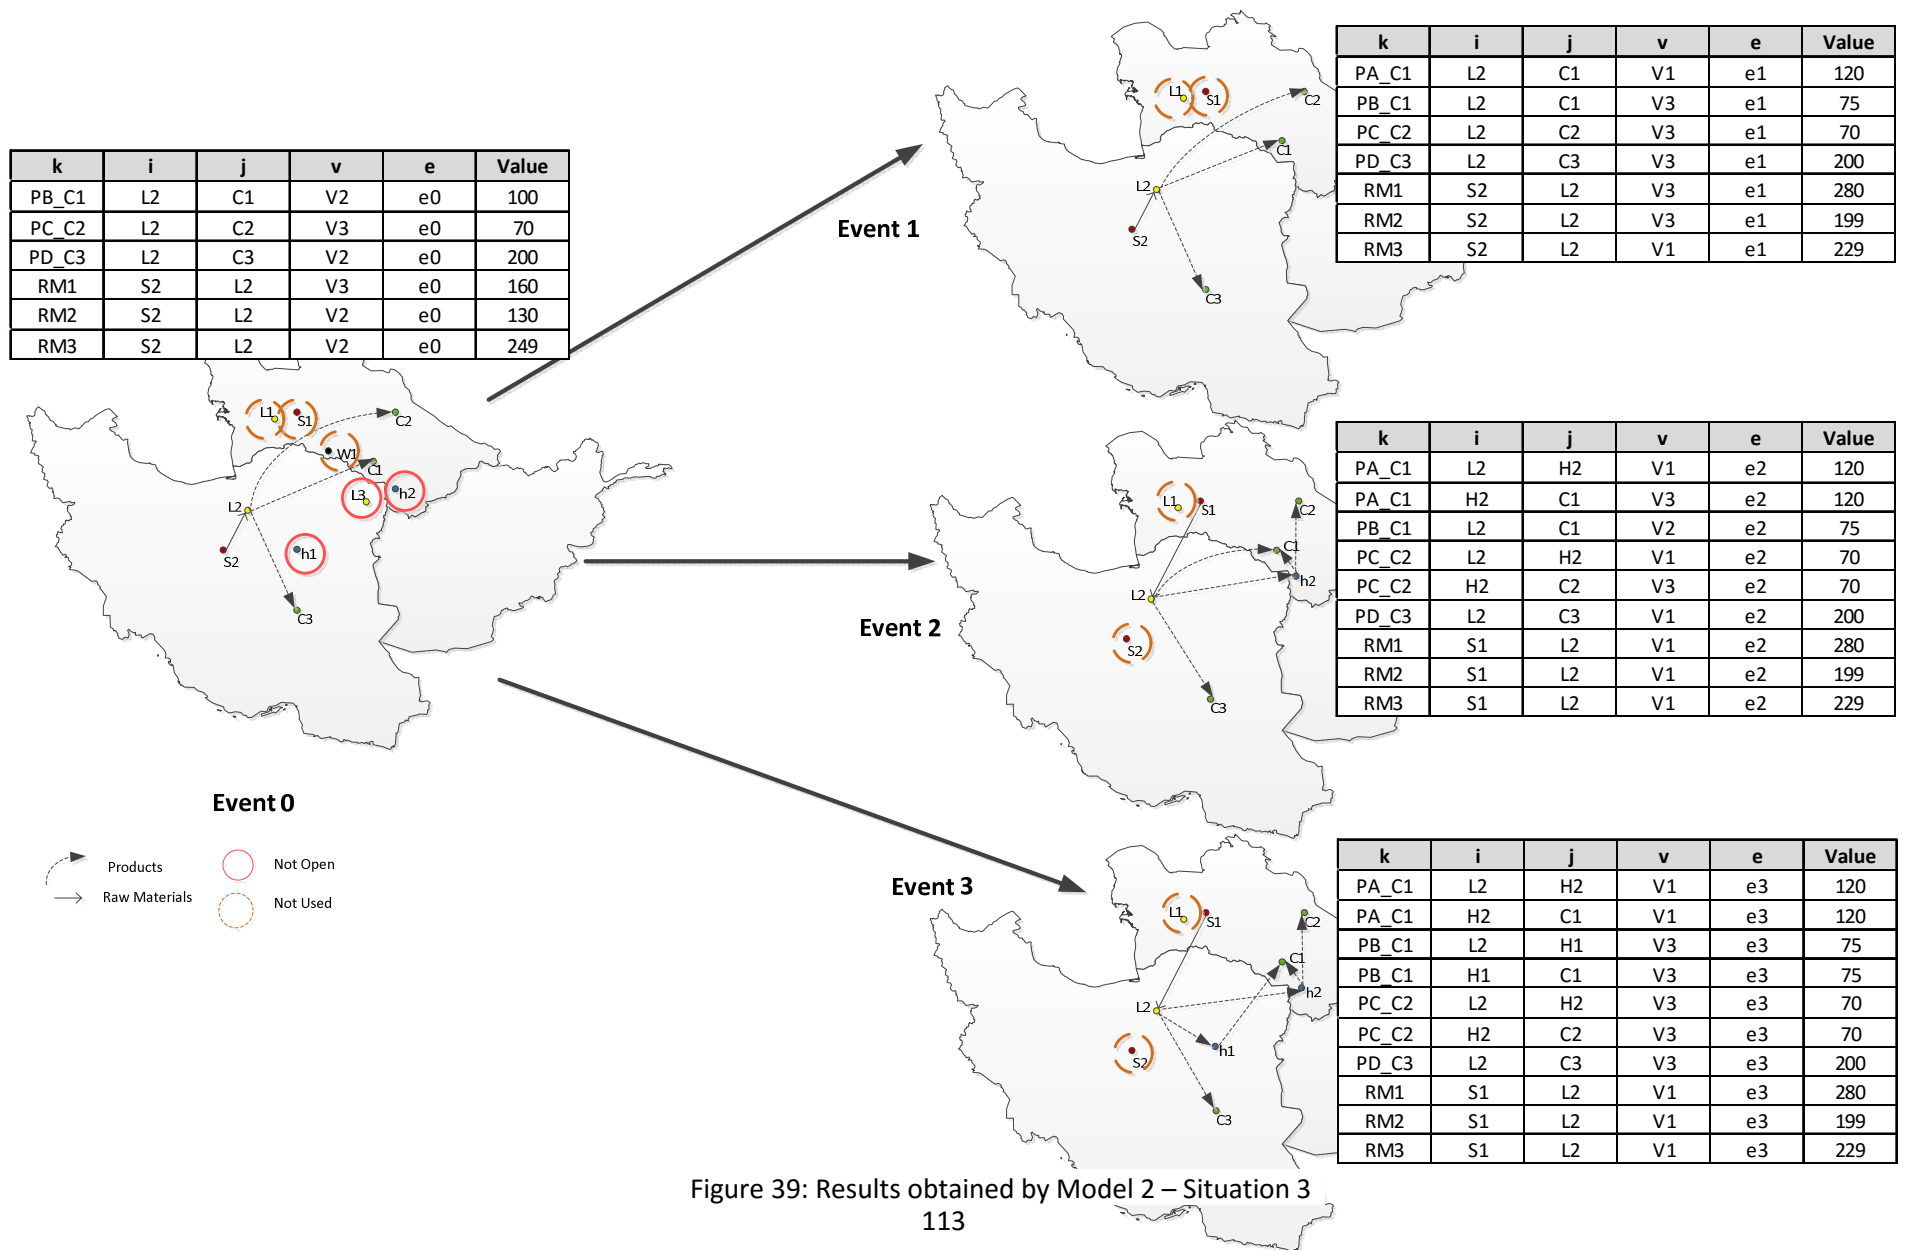 k i j v e Value
PB_C1 L2 C1 V2 e0 100
PC_C2 L2 C2 V3 e0 70
PD_C3 L2 C3 V2 e0 200
RM1 S2 L2 V3 e0 160
RM2 S2 L2 V2 e0 130
RM3 S2 L2 V2 e0 249
L1 S1 C2
W1
C1
L3 h2
L2
h1
S2
C3
Event 0
Products
Raw Materials
Not Open
Not Used
Event 1
L1 S1 C2
C1
L2
S2
C3
k i j v e Value
PA_C1 L2 C1 V1 e1 120
PB_C1 L2 C1 V3 e1 75
PC_C2 L2 C2 V3 e1 70
PD_C3 L2 C3 V3 e1 200
RM1 S2 L2 V3 e1 280
RM2 S2 L2 V3 e1 199
RM3 S2 L2 V1 e1 229
Event 2
L1 S1 C2
C1
h2
L2
S2
C3
k i j v e Value
PA_C1 L2 H2 V1 e2 120
PA_C1 H2 C1 V3 e2 120
PB_C1 L2 C1 V2 e2 75
PC_C2 L2 H2 V1 e2 70
PC_C2 H2 C2 V3 e2 70
PD_C3 L2 C3 V1 e2 200
RM1 S1 L2 V1 e2 280
RM2 S1 L2 V1 e2 199
RM3 S1 L2 V1 e2 229
Event 3
L1 S1 C2
C1
h2
L2
h1
S2
C3
k i j v e Value
PA_C1 L2 H2 V1 e3 120
PA_C1 H2 C1 V1 e3 120
PB_C1 L2 H1 V3 e3 75
PB_C1 H1 C1 V3 e3 75
PC_C2 L2 H2 V3 e3 70
PC_C2 H2 C2 V3 e3 70
PD_C3 L2 C3 V3 e3 200
RM1 S1 L2 V1 e3 280
RM2 S1 L2 V1 e3 199
RM3 S1 L2 V1 e3 229
Figure 39: Results obtained by Model 2 – Situation 3
113